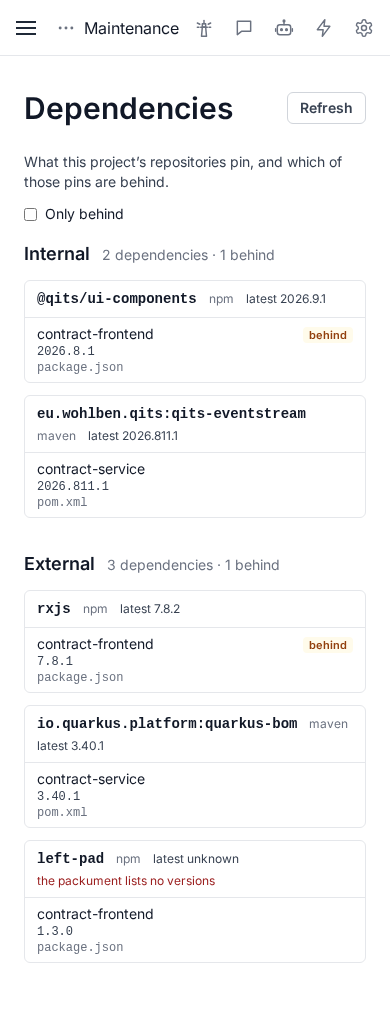 Maintenance
Dependencies
Refresh
What this project's repositories pin, and which of
those pins are behind.
Only behind
Internal 2 dependencies · 1 behind
@qits/ui-components npm latest 2026.9.1
contract-frontend behind
2026.8.1
package.json
eu.wohlben.qits:qits-eventstream
maven latest 2026.811.1
contract-service
2026.811.1
pom.xml
External 3 dependencies · 1 behind
rxjs npm latest 7.8.2
contract-frontend behind
7.8.1
package.json
io.quarkus.platform:quarkus-bom maven
latest 3.40.1
contract-service
3.40.1
pom.xml
left-pad npm latest unknown
the packument lists no versions
contract-frontend
1.3.0
package.json